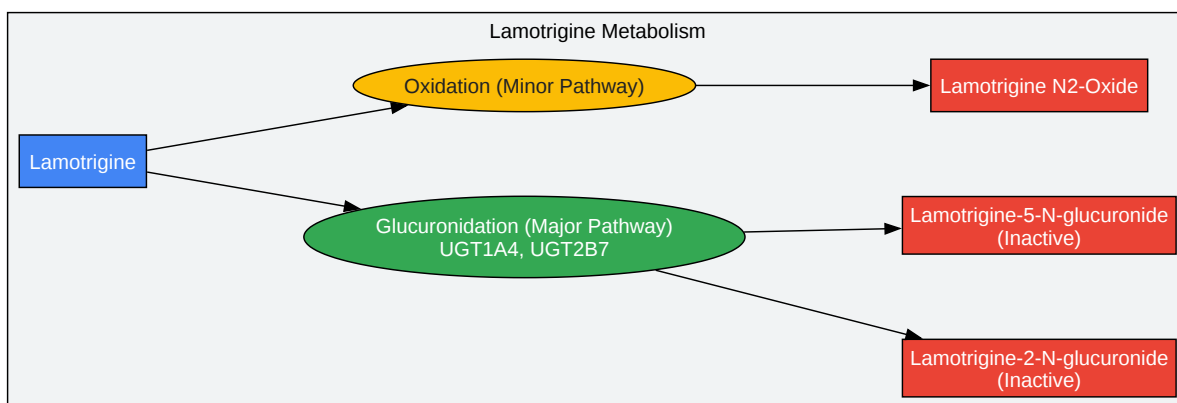 Lamotrigine Metabolism
Oxidation (Minor Pathway)
Lamotrigine N2-Oxide
Lamotrigine
Glucuronidation (Major Pathway)
UGT1A4, UGT2B7
Lamotrigine-5-N-glucuronide
(Inactive)
Lamotrigine-2-N-glucuronide
(Inactive)